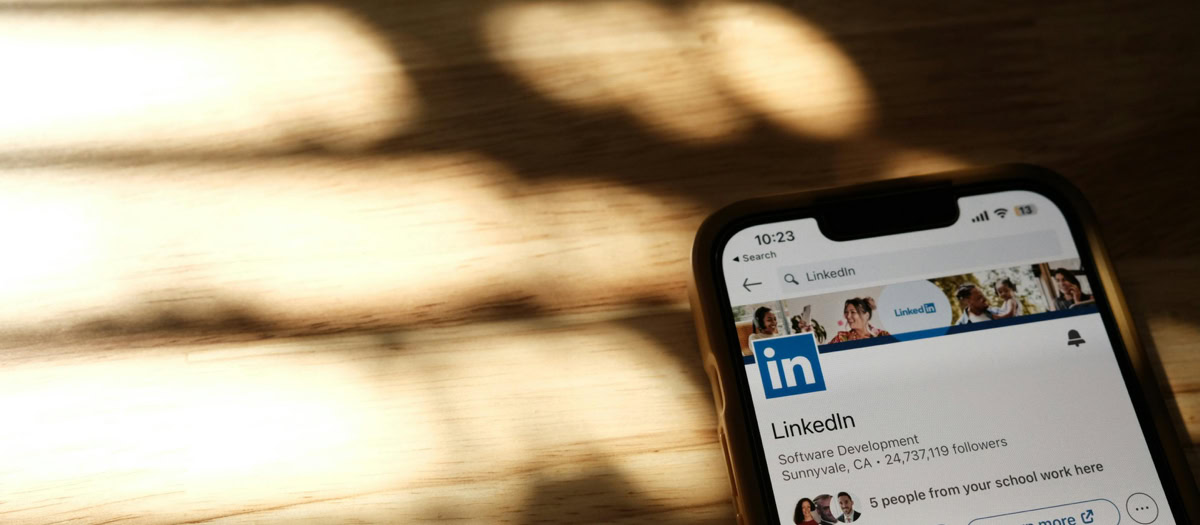 10:23
13
Search
LinkedIn
LinkedIn
in
LinkedIn
Software Development
Sunnyvale, CA • 24,737,119 followers
5 people from your school work here
more